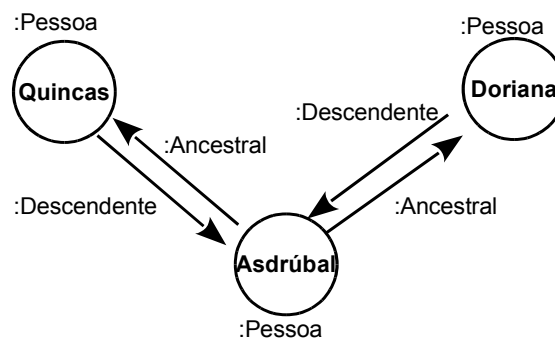 :Pessoa
Quincas
:Pessoa
Doriana
:Descendente
:Ancestral
:Descendente
:Ancestral
Asdrúbal
:Pessoa